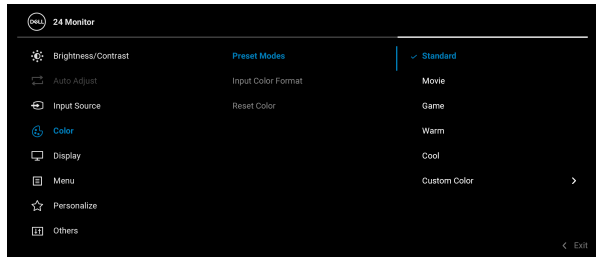 DELL 24 Monitor
Brightness/Contrast Preset Modes Standard
Auto Adjust Input Color Format Movie
Input Source Reset Color Game
Color Warm
Display Cool
Menu Custom Color
Personalize
Others
Exit